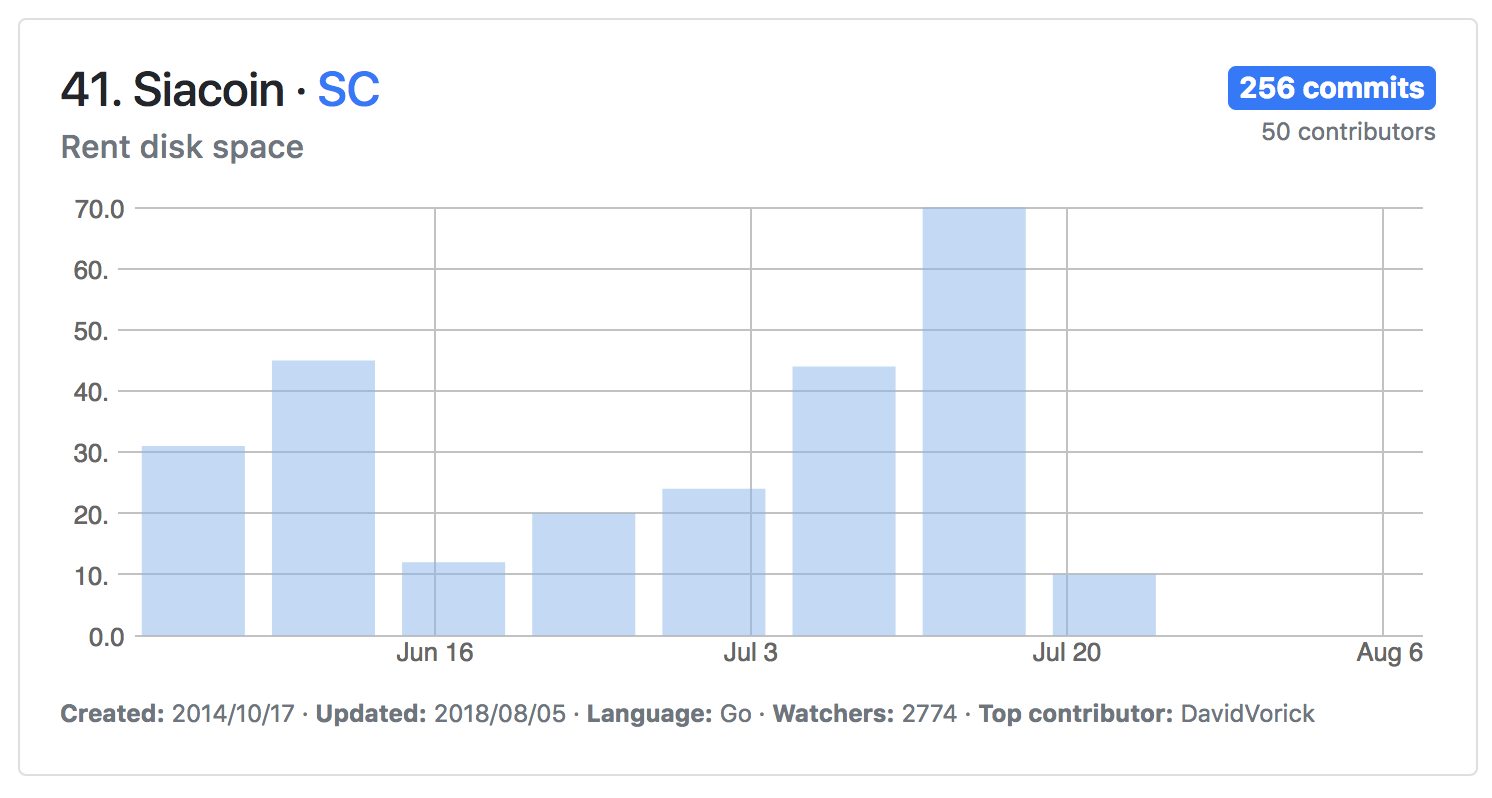 41. Siacoin · SC
256 commits
Rent disk space
50 contributors
70.0
60.
50.
40.
30.
20.
10.
0.0
Jun 16 Jul 3 Jul 20 Aug 6
Created: 2014/10/17 · Updated: 2018/08/05 · Language: Go · Watchers: 2774 · Top contributor: DavidVorick